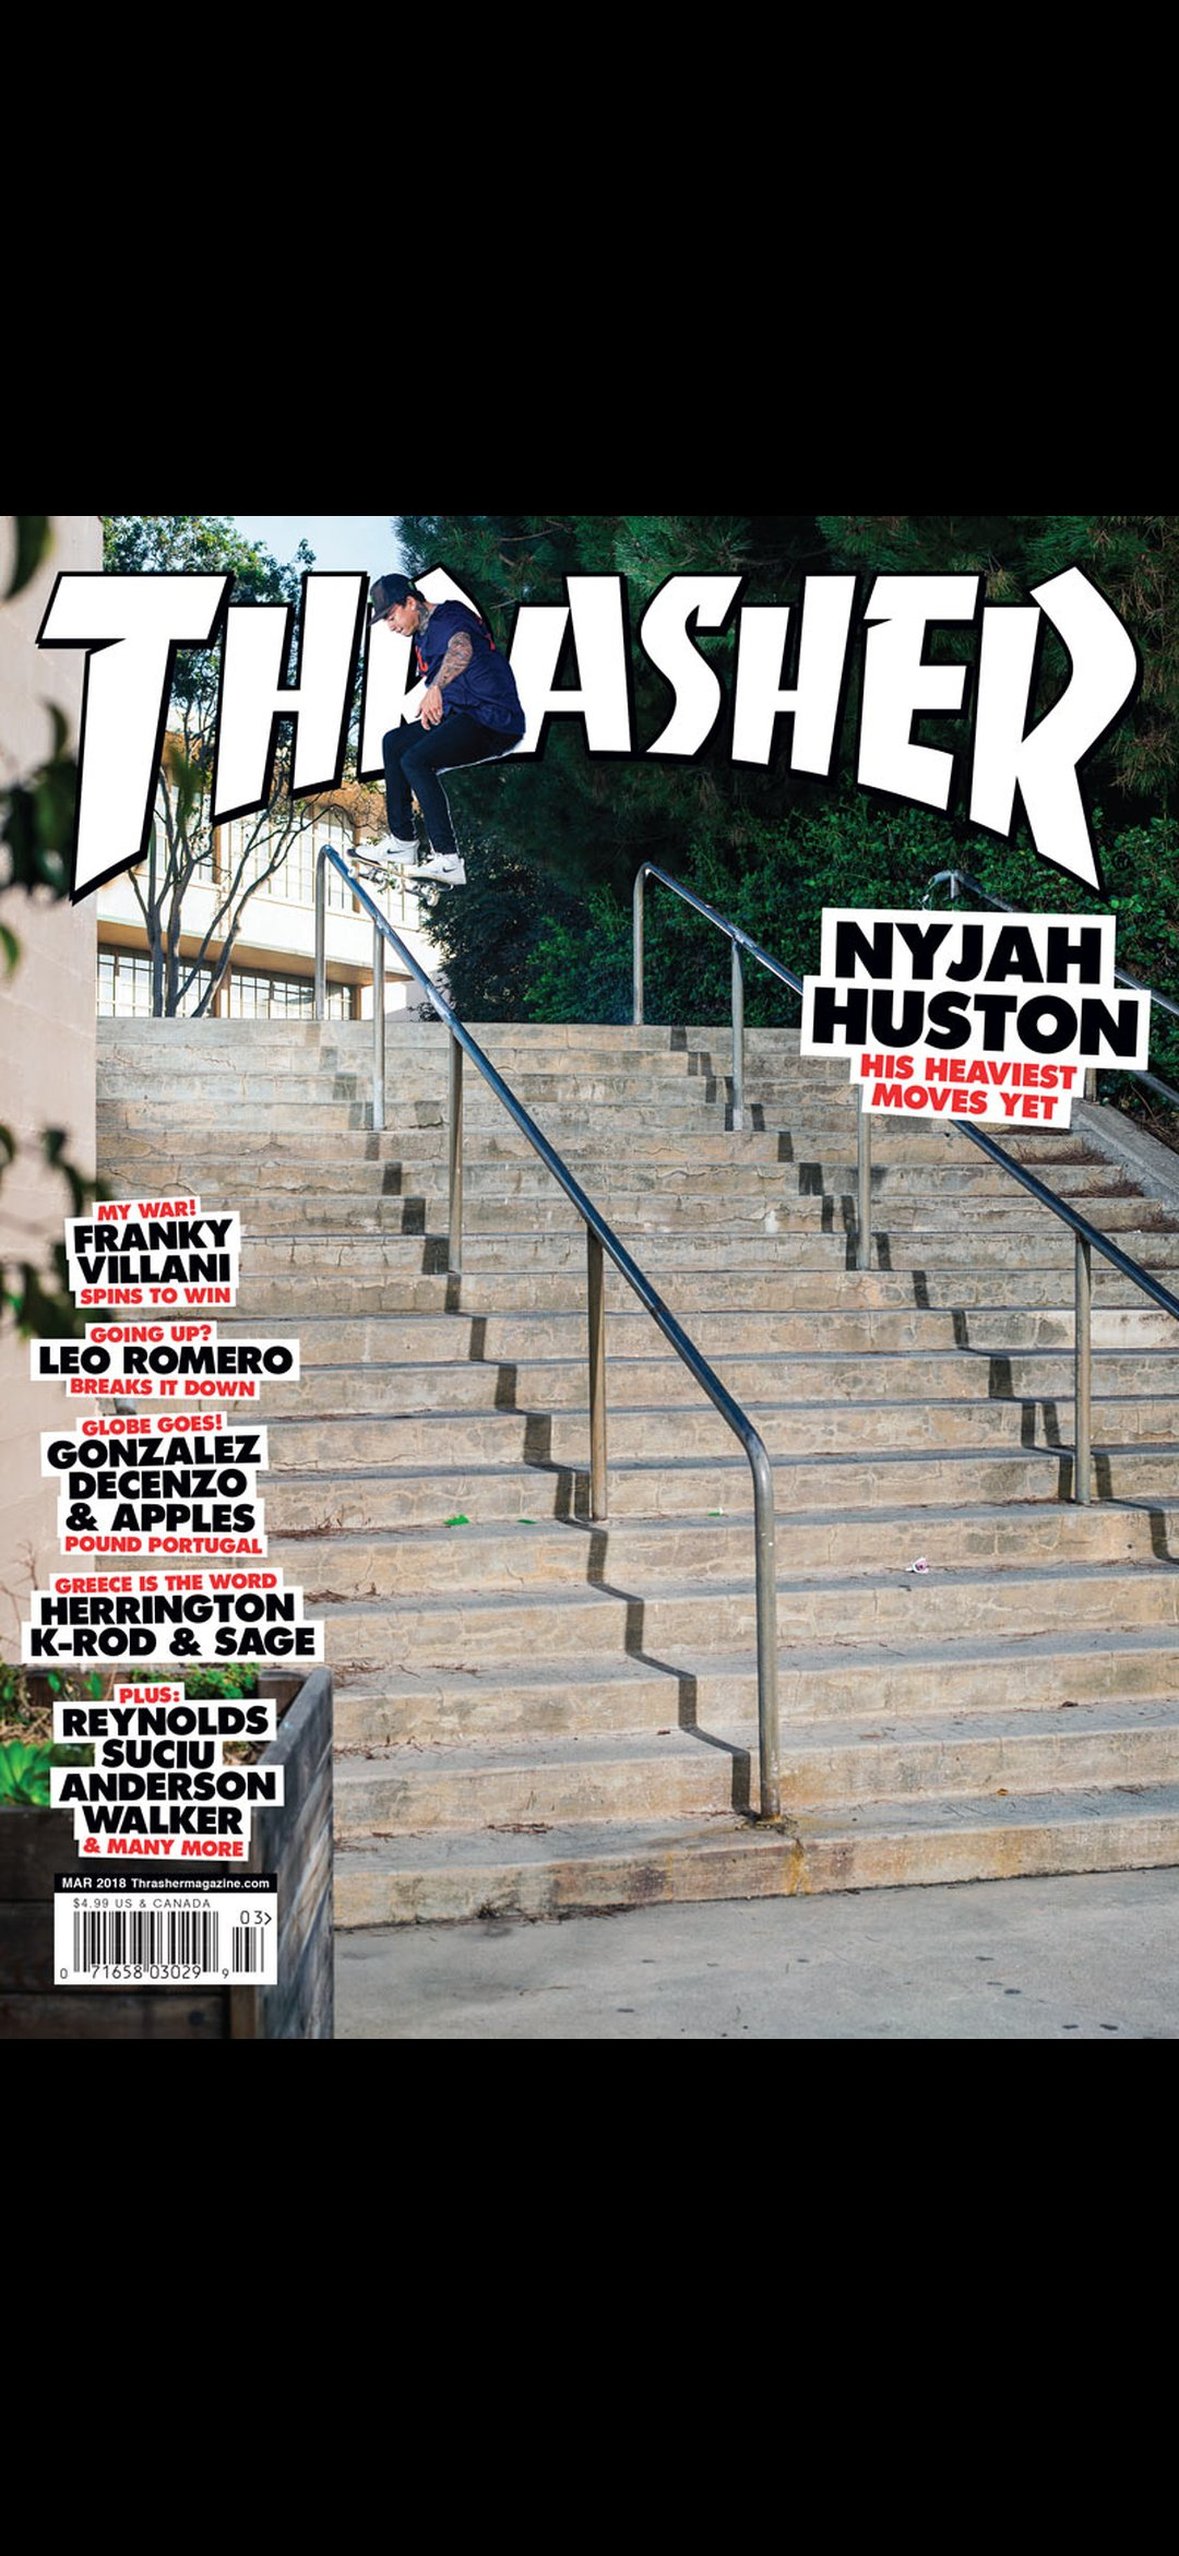 THRASHER
NYJAH
HUSTON
HIS HEAVIEST
MOVES YET
MY WAR!
FRANKY
VILLANI
SPINS TO WIN
GOING UP?
LEO ROMERO
BREAKS IT DOWN
GLOBE GOES!
GONZALEZ
DECENZO
& APPLES
POUND PORTUGAL
GREECE IS THE WORD
HERRINGTON
K-ROD & SAGE
PLUS:
REYNOLDS
SUCIU
ANDERSON
WALKER
& MANY MORE
MAR 2018 Thrashermagazine.com
$4.99 US & CANADA
03>
0 71658 03029 9